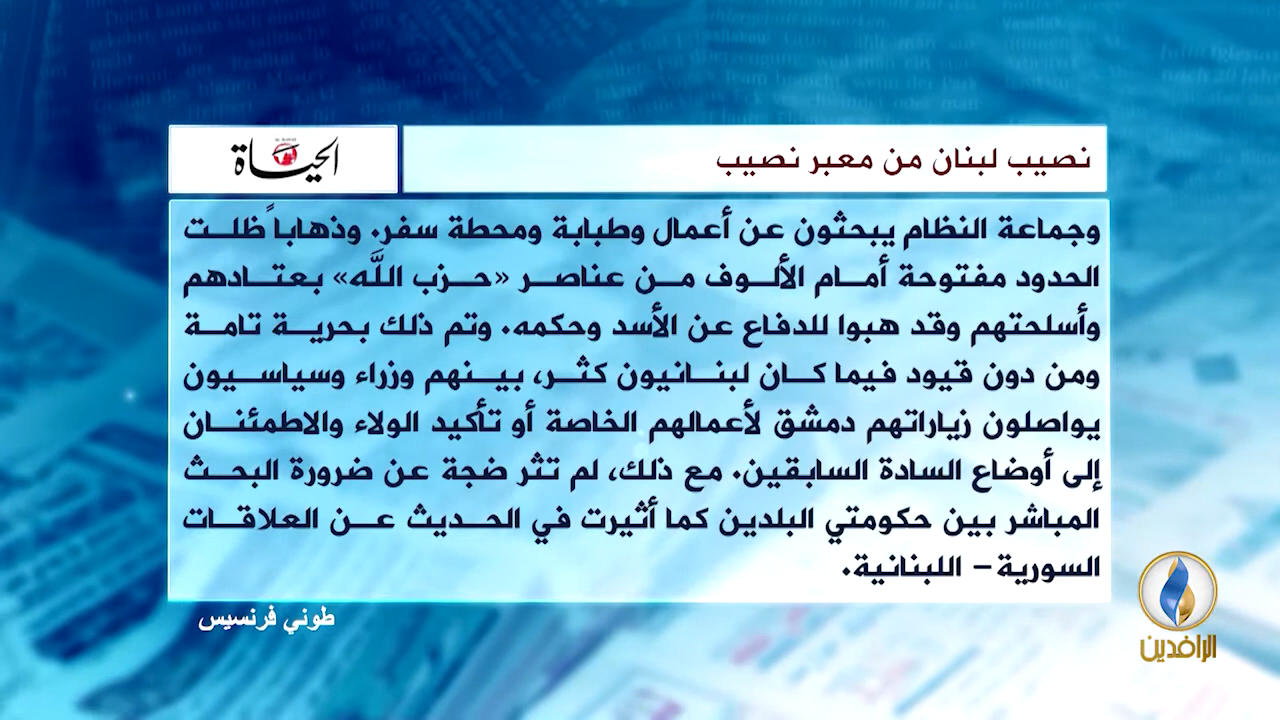 نصيب لبنان من معبر نصيب
الحياة
وجماعة النظام يبحثون عن أعمال وطبابة ومحطة سفر. وذهاباً ظلت
الحدود مفتوحة أمام الألوف من عناصر «حزب اللَّه» بعتادهم
وأسلحتهم وقد هبوا للدفاع عن الأسد وحكمه. وتم ذلك بحرية تامة
ومن دون قيود فيما كان لبنانيون كثر، بينهم وزراء وسياسيون
يواصلون زياراتهم دمشق لأعمالهم الخاصة أو تأكيد الولاء والاطمئنان
إلى أوضاع السادة السابقين. مع ذلك، لم تثر ضجة عن ضرورة البحث
المباشر بين حكومتي البلدين كما أثيرت في الحديث عن العلاقات
السورية – اللبنانية.
طوني فرنسيس
الرافدين